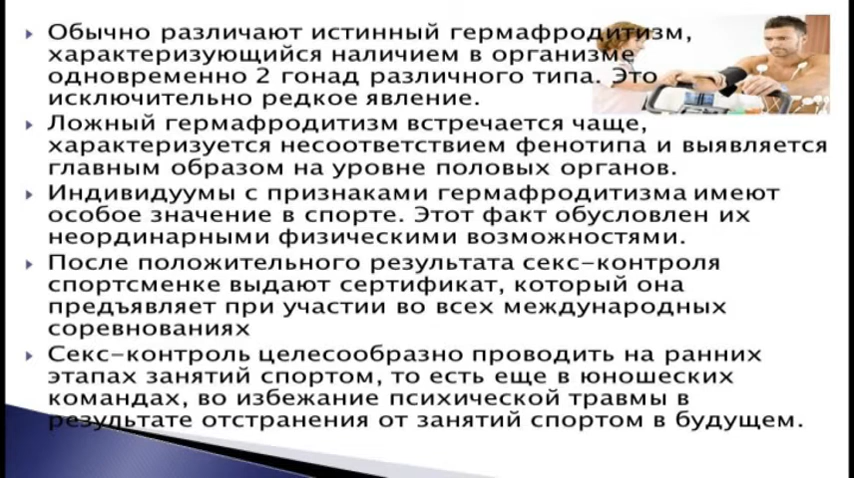 Обычно различают истинный гермафродитизм,
характеризующийся наличием в организме
одновременно 2 гонад различного типа. Это
исключительно редкое явление.
Ложный гермафродитизм встречается чаще,
характеризуется несоответствием фенотипа и выявляется
главным образом на уровне половых органов.
Индивидуумы с признаками гермафродитизма имеют
особое значение в спорте. Этот факт обусловлен их
неординарными физическими возможностями.
После положительного результата секс-контроля
спортсменке выдают сертификат, который она
предъявляет при участии во всех международных
соревнованиях
Секс-контроль целесообразно проводить на ранних
этапах занятий спортом, то есть еще в юношеских
командах, во избежание психической травмы в
результате отстранения от занятий спортом в будущем.